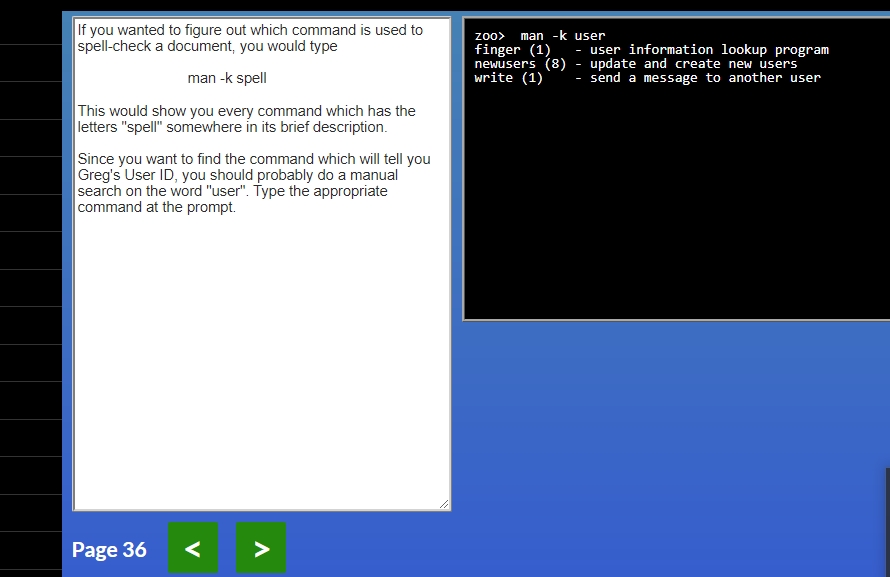 If you wanted to figure out which command is used to
spell-check a document, you would type
man -k spell
This would show you every command which has the
letters "spell" somewhere in its brief description.
Since you want to find the command which will tell you
Greg's User ID, you should probably do a manual
search on the word "user". Type the appropriate
command at the prompt.
zoo>  man -k user
finger (1)   - user information lookup program
newusers (8) - update and create new users
write (1)    - send a message to another user
Page 36 < >